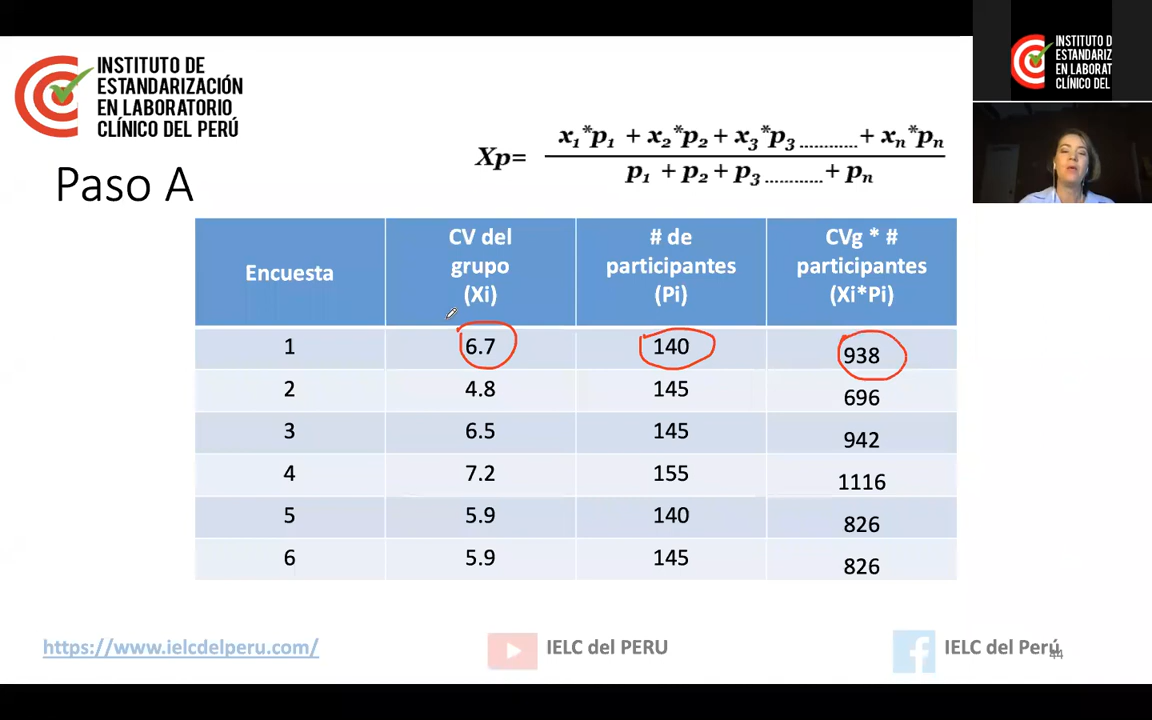 INSTITUTO DE
ESTANDARIZACIÓN
EN LABORATORIO
CLÍNICO DEL PERÚ
INSTITUTO D
ESTANDARIZ
EN LABORAT
CLÍNICO DEL
Paso A
Xp= x1*p1 + x2*p2 + x3*p3 ............+ xn*pn
p1 + p2 + p3 ............+ pn
Encuesta CV del grupo (Xi) # de participantes (Pi) CVg * # participantes (Xi*Pi)
1 6.7 140 938
2 4.8 145 696
3 6.5 145 942
4 7.2 155 1116
5 5.9 140 826
6 5.9 145 826
https://www.ielcdelperu.com/ IELC del PERU IELC del Perú 44